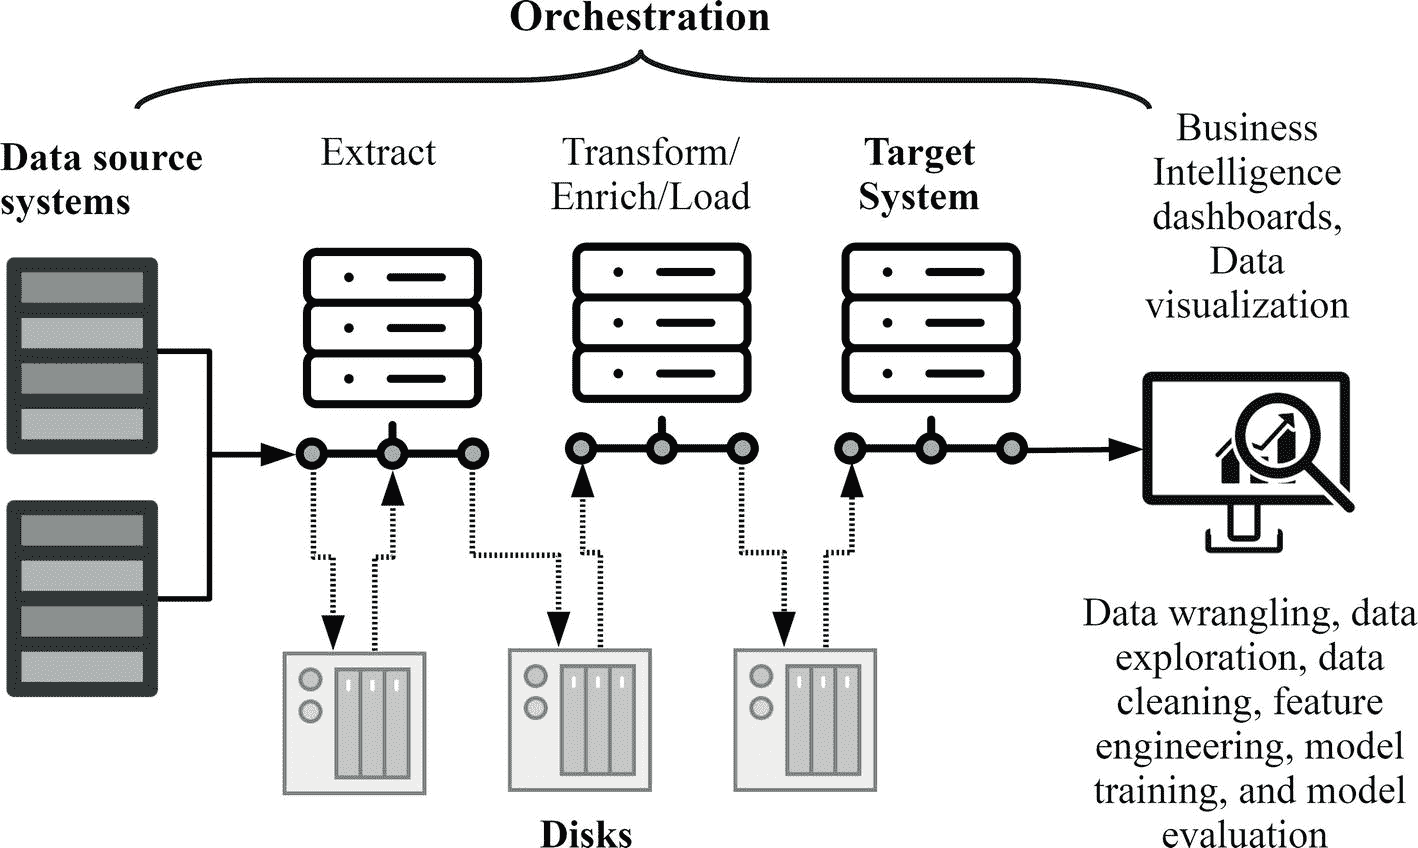 Orchestration
Data source
systems
Extract
Transform/
Enrich/Load
Target
System
Business
Intelligence
dashboards,
Data
visualization
Data wrangling, data
exploration, data
cleaning, feature
engineering, model
training, and model
evaluation
Disks